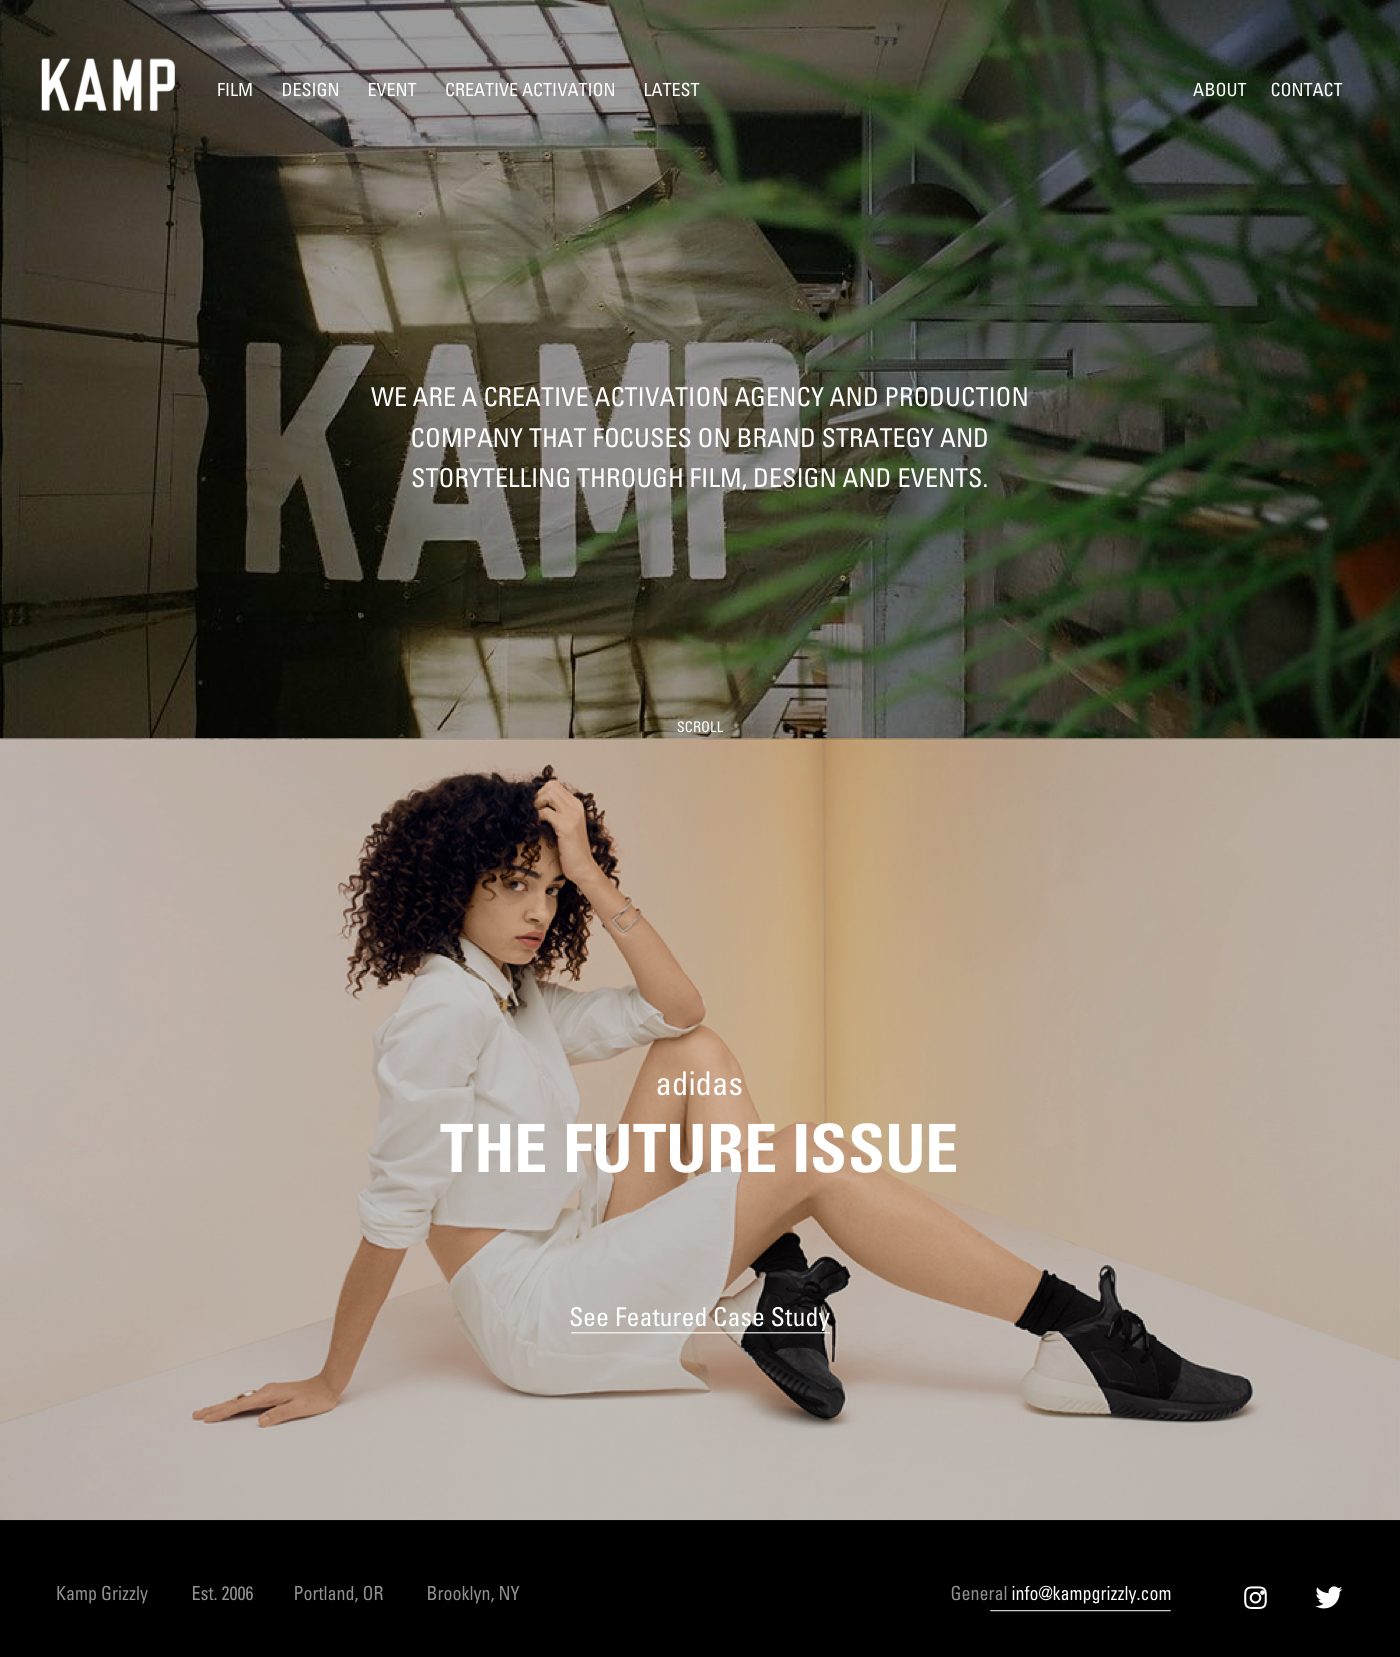 KAMP
FILM DESIGN EVENT CREATIVE ACTIVATION LATEST
ABOUT CONTACT
KAMP
WE ARE A CREATIVE ACTIVATION AGENCY AND PRODUCTION
COMPANY THAT FOCUSES ON BRAND STRATEGY AND
STORYTELLING THROUGH FILM, DESIGN AND EVENTS.
SCROLL
adidas
THE FUTURE ISSUE
See Featured Case Study
Kamp Grizzly Est. 2006 Portland, OR Brooklyn, NY
General info@kampgrizzly.com